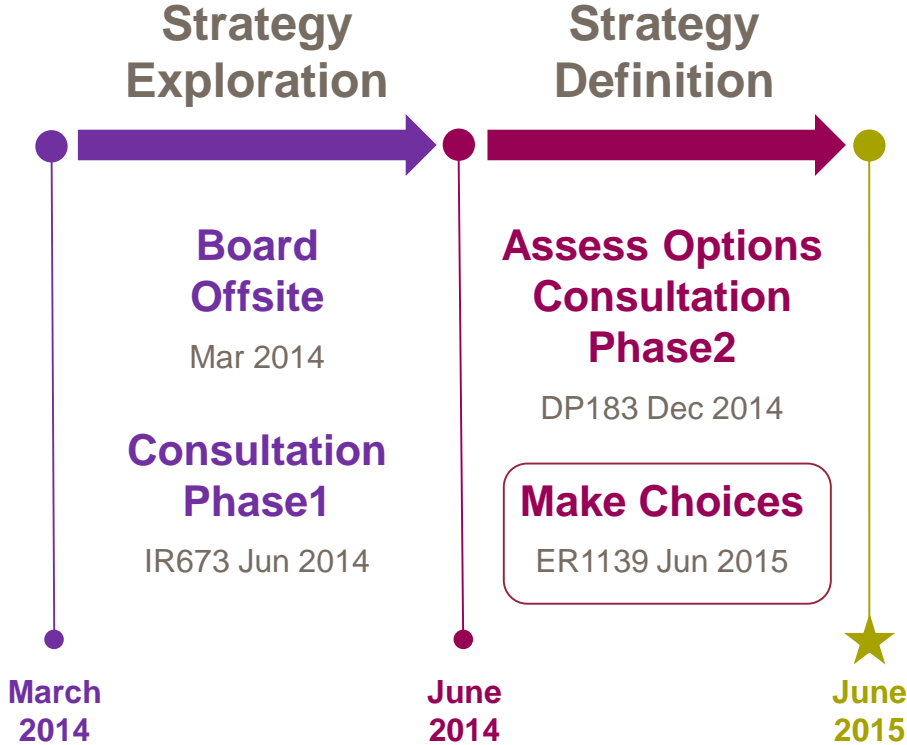 Strategy
Exploration
Strategy
Definition
Board
Offsite
Mar 2014
Consultation
Phase1
IR673 Jun 2014
Assess Options
Consultation
Phase2
DP183 Dec 2014
Make Choices
ER1139 Jun 2015
March
2014
June
2014
June
2015